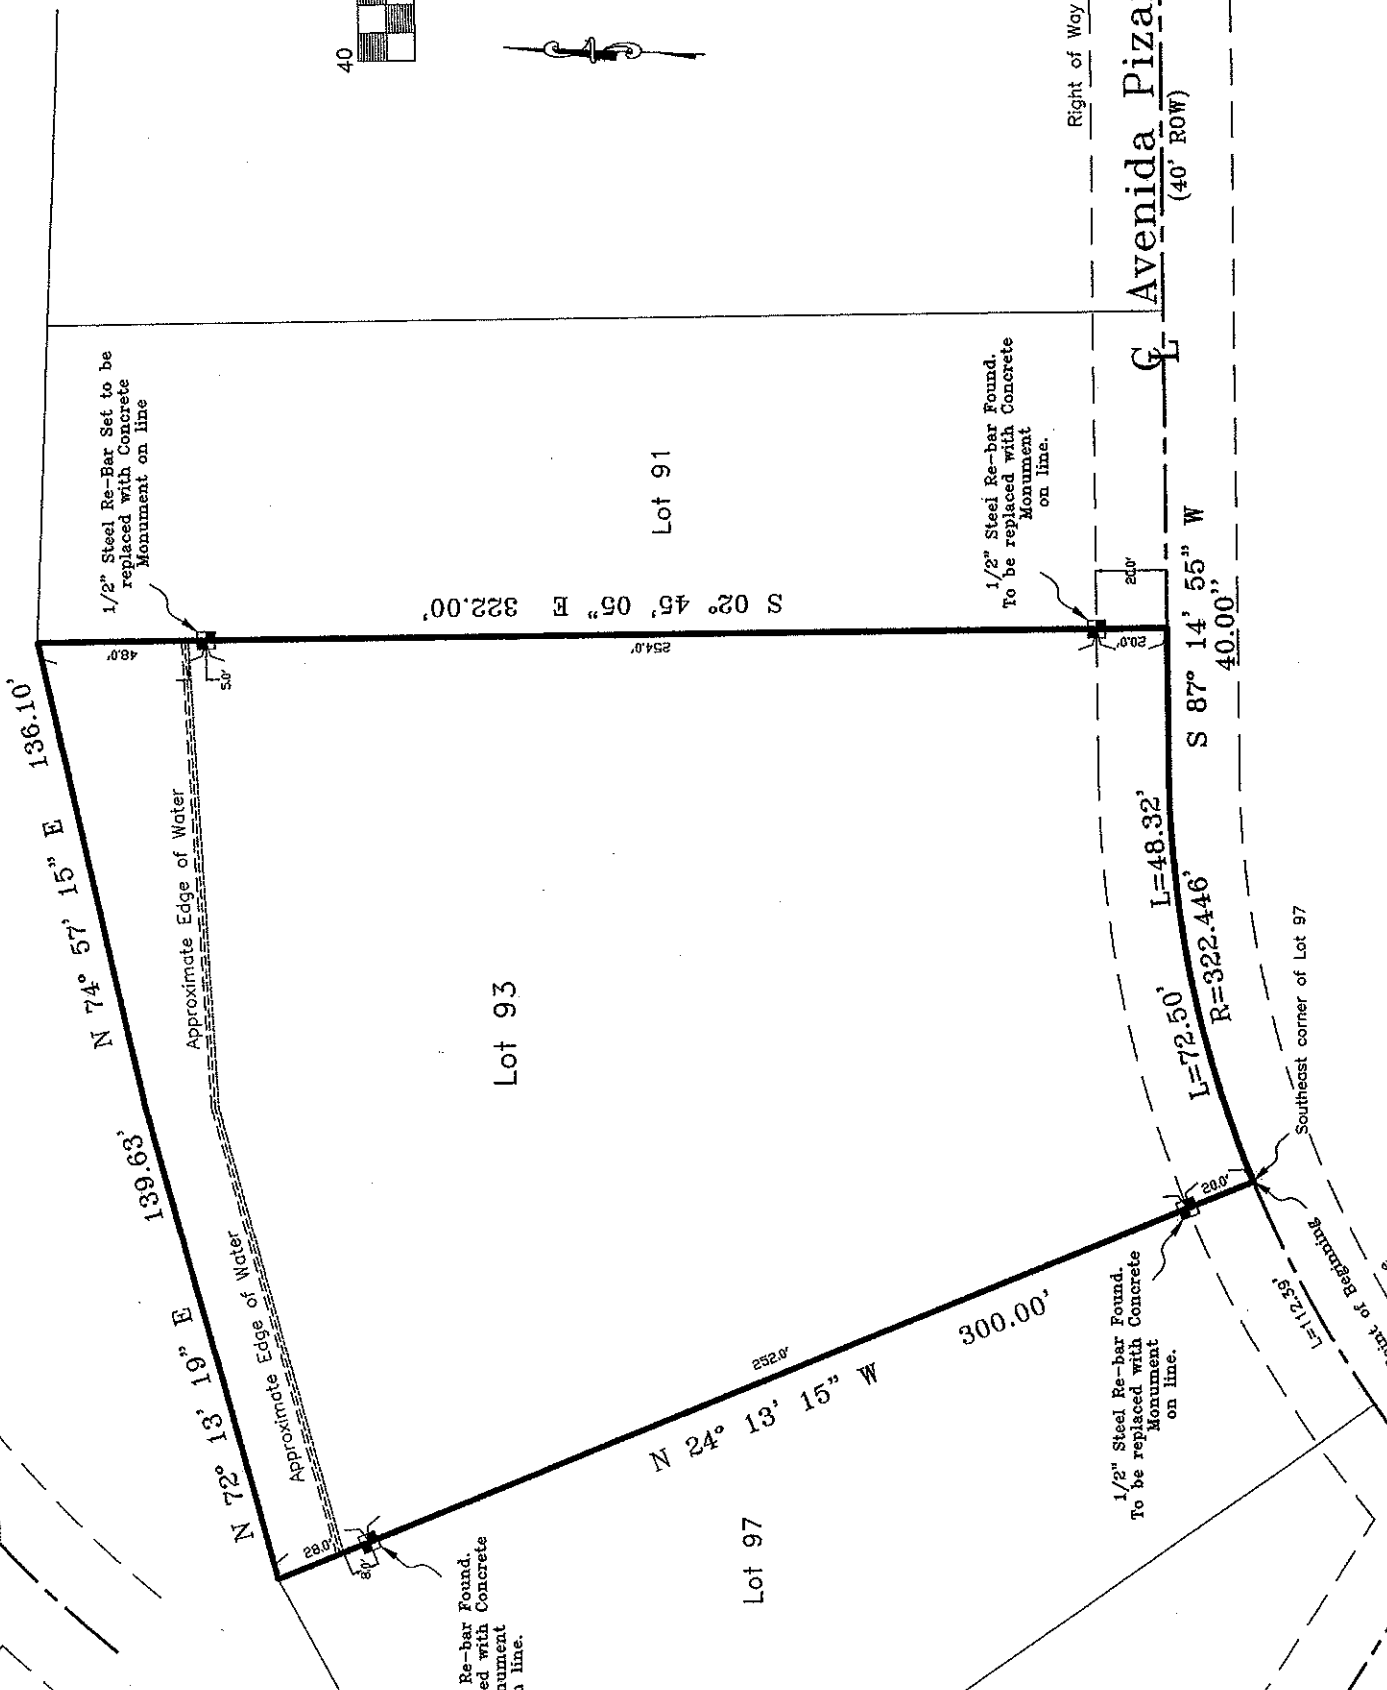 40
Right of Way
Avenida
(40' ROW)
C
L
1/2" Steel Re-Bar Set to be
replaced with Concrete
Monument on line
1/2" Steel Re-bar Found.
To be replaced with Concrete
Monument
on line.
Lot 91
S 02° 45' 05" E 322.00'
48.0'
5.0'
254.0'
20.0'
20.0'
S 87° 14' 55" W
40.00"
N 74° 57' 15" E 136.10'
Approximate Edge of Water
Lot 93
L=48.32'
R=322.446'
L=72.50'
Southeast corner of Lot 97
N 72° 13' 19" E 139.63'
Approximate Edge of Water
28.0'
8.0'
252.0'
20.0'
N 24° 13' 15" W 300.00'
1/2" Steel Re-bar Found.
To be replaced with Concrete
Monument
on line.
L=112.39'
of Beginning
Lot 97
Re-bar Found.
with Concrete
line.